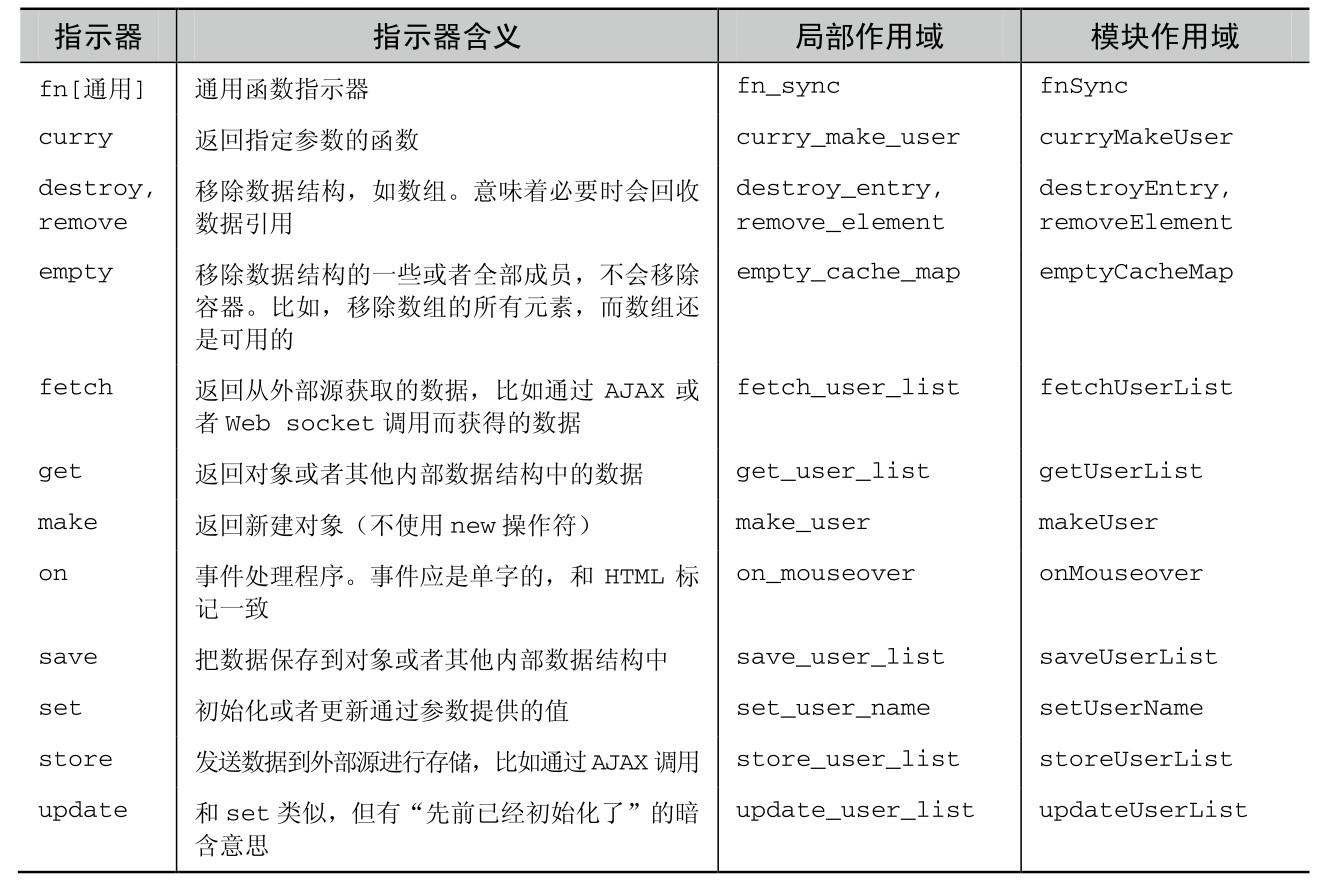 指示器 指示器含义 局部作用域 模块作用域
fn[通用] 通用函数指示器 fn_sync fnSync
curry 返回指定参数的函数 curry_make_user curryMakeUser
destroy, 移除数据结构，如数组。意味着必要时会回收 destroy_entry, destroyEntry,
remove 数据引用 remove_element removeElement
empty 移除数据结构的一些或者全部成员，不会移除 empty_cache_map emptyCacheMap
容器。比如，移除数组的所有元素，而数组还
是可用的
fetch 返回从外部源获取的数据，比如通过 AJAX 或 fetch_user_list fetchUserList
者 Web socket 调用而获得的数据
get 返回对象或者其他内部数据结构中的数据 get_user_list getUserList
make 返回新建对象（不使用 new 操作符） make_user makeUser
on 事件处理程序。事件应是单字的，和 HTML 标 on_mouseover onMouseover
记一致
save 把数据保存到对象或者其他内部数据结构中 save_user_list saveUserList
set 初始化或者更新通过参数提供的值 set_user_name setUserName
store 发送数据到外部源进行存储，比如通过 AJAX 调用 store_user_list storeUserList
update 和 set 类似，但有“先前已经初始化了”的暗 update_user_list updateUserList
含意思